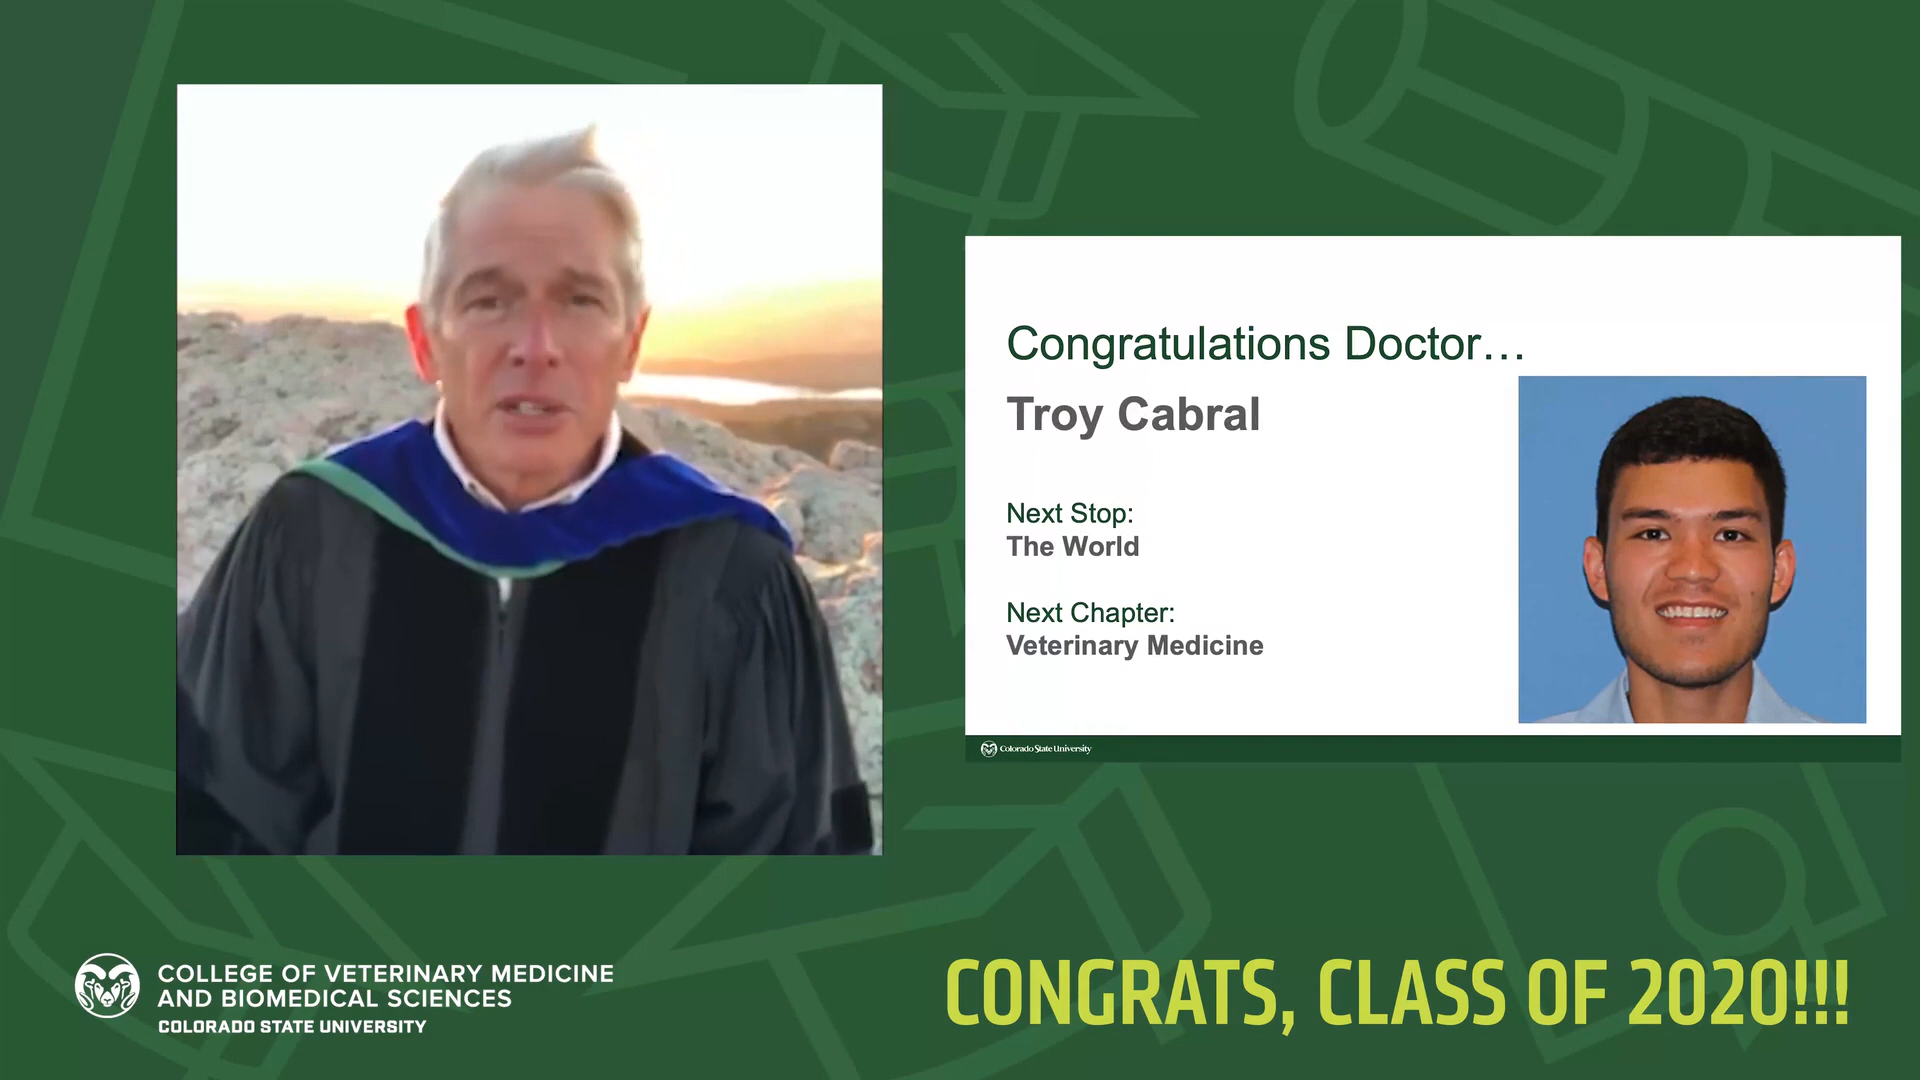 Congratulations Doctor…
Troy Cabral
Next Stop:
The World
Next Chapter:
Veterinary Medicine
Colorado State University
COLLEGE OF VETERINARY MEDICINE
AND BIOMEDICAL SCIENCES
COLORADO STATE UNIVERSITY
CONGRATS, CLASS OF 2020!!!